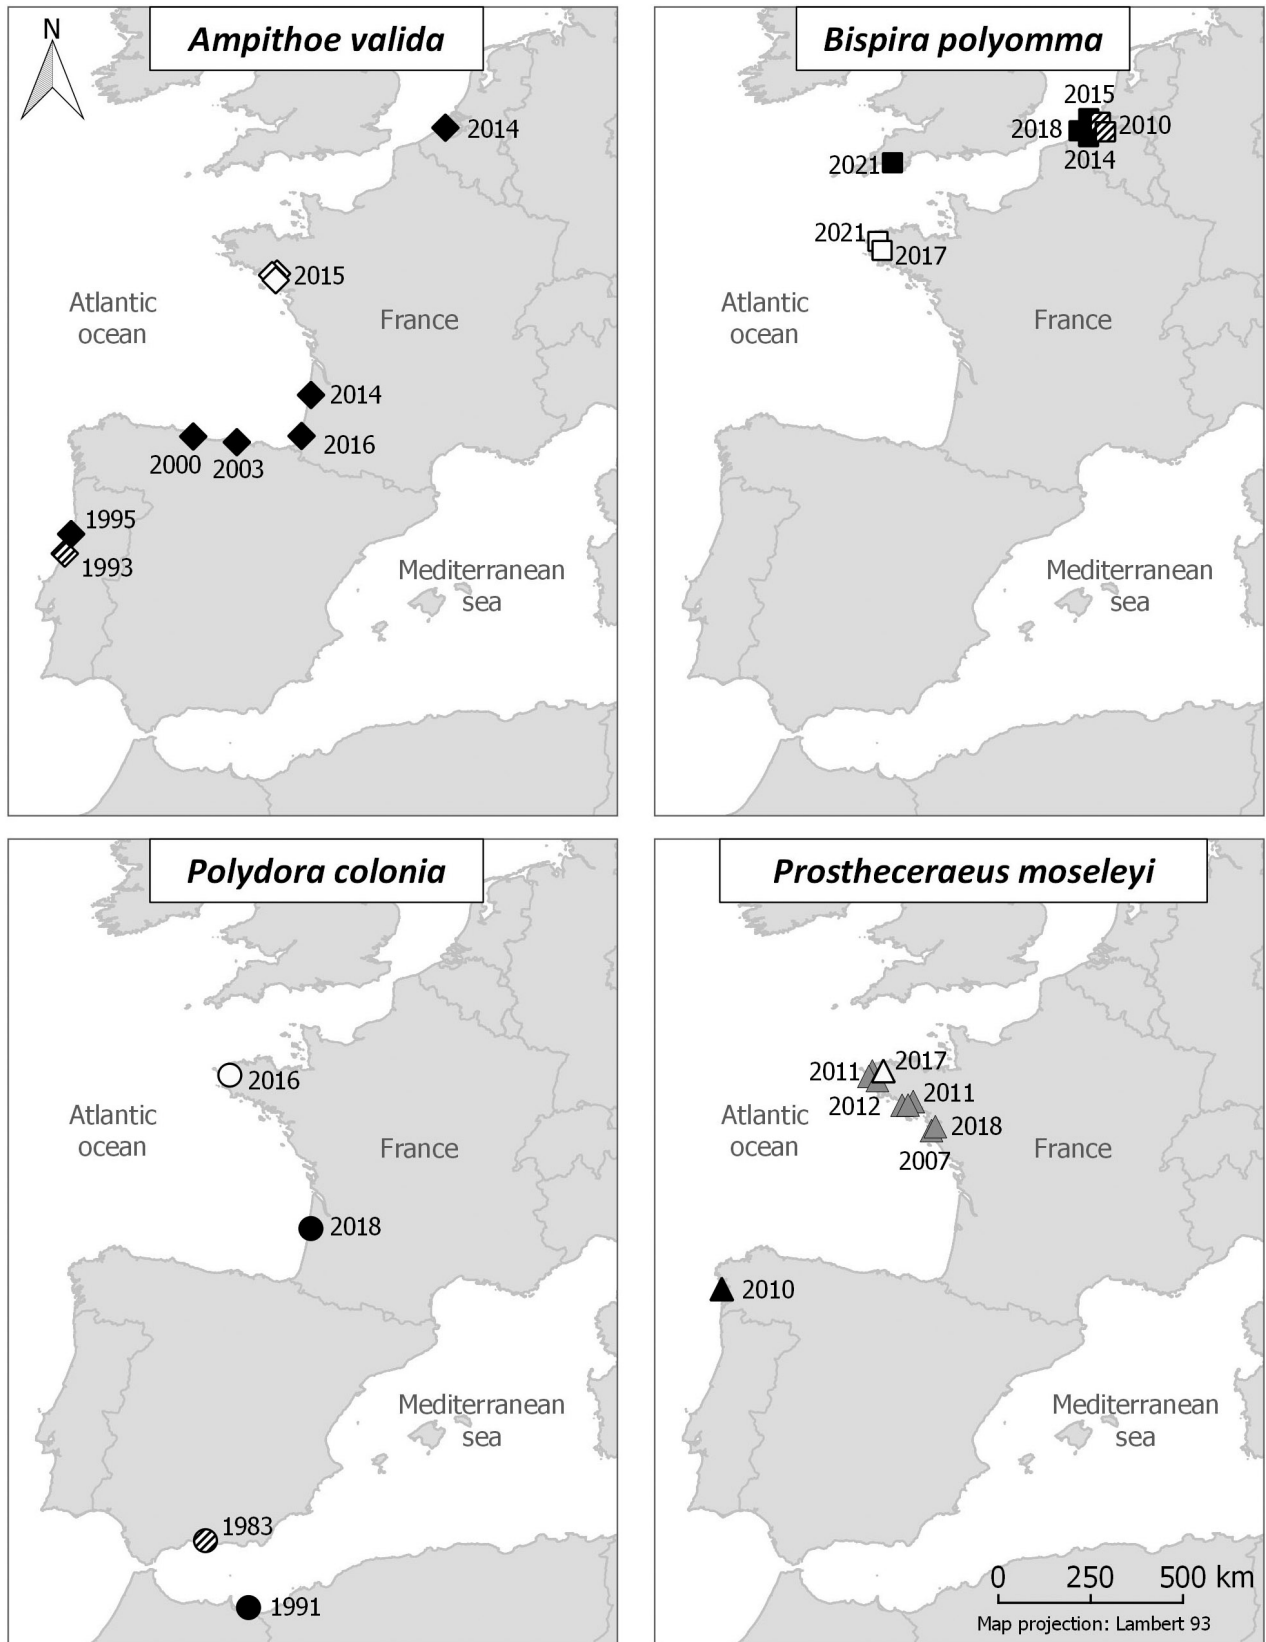 N
Ampithoe valida
2014
2015
Atlantic
ocean
France
2014
2000
2003
2016
1995
1993
Mediterranean
sea
Bispira polyomma
2015
2018
2010
2014
2021
2021
2017
Atlantic
ocean
France
Mediterranean
sea
Polydora colonia
2016
Atlantic
ocean
France
2018
Mediterranean
sea
1983
1991
Prostheceraeus moseleyi
2017
2011
2011
2012
2018
2007
Atlantic
ocean
France
2010
Mediterranean
sea
0 250 500 km
Map projection: Lambert 93